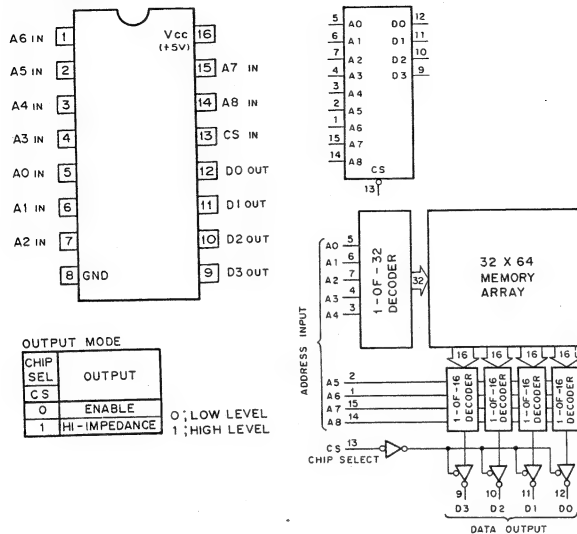 A6 IN 1
A5 IN 2
A4 IN 3
A3 IN 4
A0 IN 5
A1 IN 6
A2 IN 7
8 GND
Vcc 16
(+5V)
15 A7 IN
14 A8 IN
13 CS IN
12 D0 OUT
11 D1 OUT
10 D2 OUT
9 D3 OUT
5 A0 D0 12
6 A1 D1 11
7 A2 D2 10
4 A3 D3 9
3 A4
2 A5
1 A6
15 A7
14 A8
CS
13
OUTPUT MODE
CHIP SEL OUTPUT
CS
0 ENABLE
1 HI-IMPEDANCE
0; LOW LEVEL
1; HIGH LEVEL
ADDRESS INPUT
A0 5
A1 6
A2 7
A3 4
A4 3
1-OF-32 DECODER
32
32 X 64
MEMORY
ARRAY
16 16 16 16
A5 2
A6 1
A7 15
A8 14
1-OF-16 DECODER
1-OF-16 DECODER
1-OF-16 DECODER
1-OF-16 DECODER
CS 13
CHIP SELECT
9 10 11 12
D3 D2 D1 D0
DATA OUTPUT